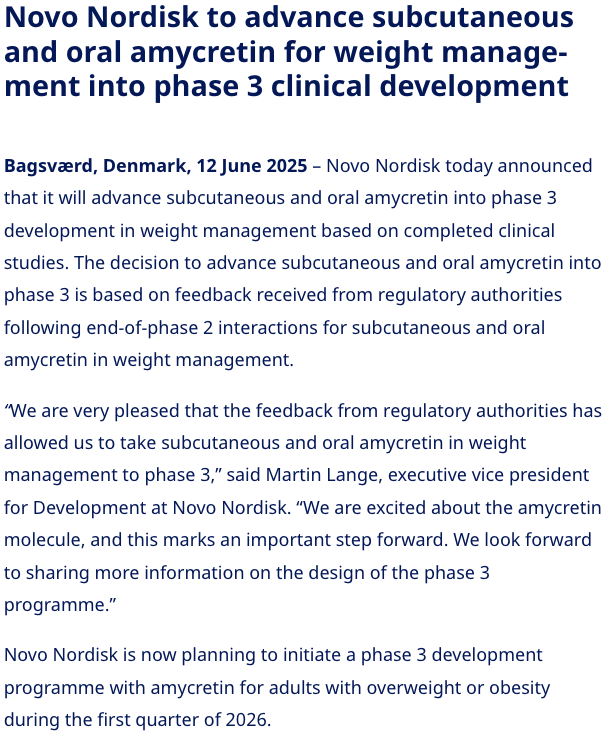 Novo Nordisk to advance subcutaneous
and oral amycretin for weight manage-
ment into phase 3 clinical development
Bagsværd, Denmark, 12 June 2025 – Novo Nordisk today announced
that it will advance subcutaneous and oral amycretin into phase 3
development in weight management based on completed clinical
studies. The decision to advance subcutaneous and oral amycretin into
phase 3 is based on feedback received from regulatory authorities
following end-of-phase 2 interactions for subcutaneous and oral
amycretin in weight management.
“We are very pleased that the feedback from regulatory authorities has
allowed us to take subcutaneous and oral amycretin in weight
management to phase 3,” said Martin Lange, executive vice president
for Development at Novo Nordisk. “We are excited about the amycretin
molecule, and this marks an important step forward. We look forward
to sharing more information on the design of the phase 3
programme.”
Novo Nordisk is now planning to initiate a phase 3 development
programme with amycretin for adults with overweight or obesity
during the first quarter of 2026.